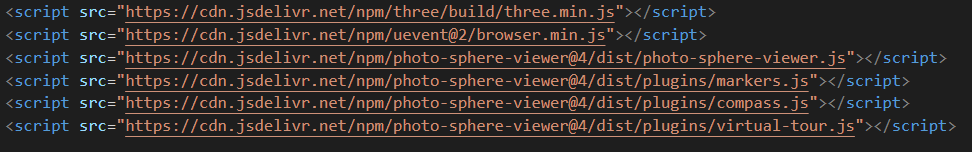 <script src="https://cdn.jsdelivr.net/npm/three/build/three.min.js"></script>
<script src="https://cdn.jsdelivr.net/npm/uevent@2/browser.min.js"></script>
<script src="https://cdn.jsdelivr.net/npm/photo-sphere-viewer@4/dist/photo-sphere-viewer.js"></script>
<script src="https://cdn.jsdelivr.net/npm/photo-sphere-viewer@4/dist/plugins/markers.js"></script>
<script src="https://cdn.jsdelivr.net/npm/photo-sphere-viewer@4/dist/plugins/compass.js"></script>
<script src="https://cdn.jsdelivr.net/npm/photo-sphere-viewer@4/dist/plugins/virtual-tour.js"></script>